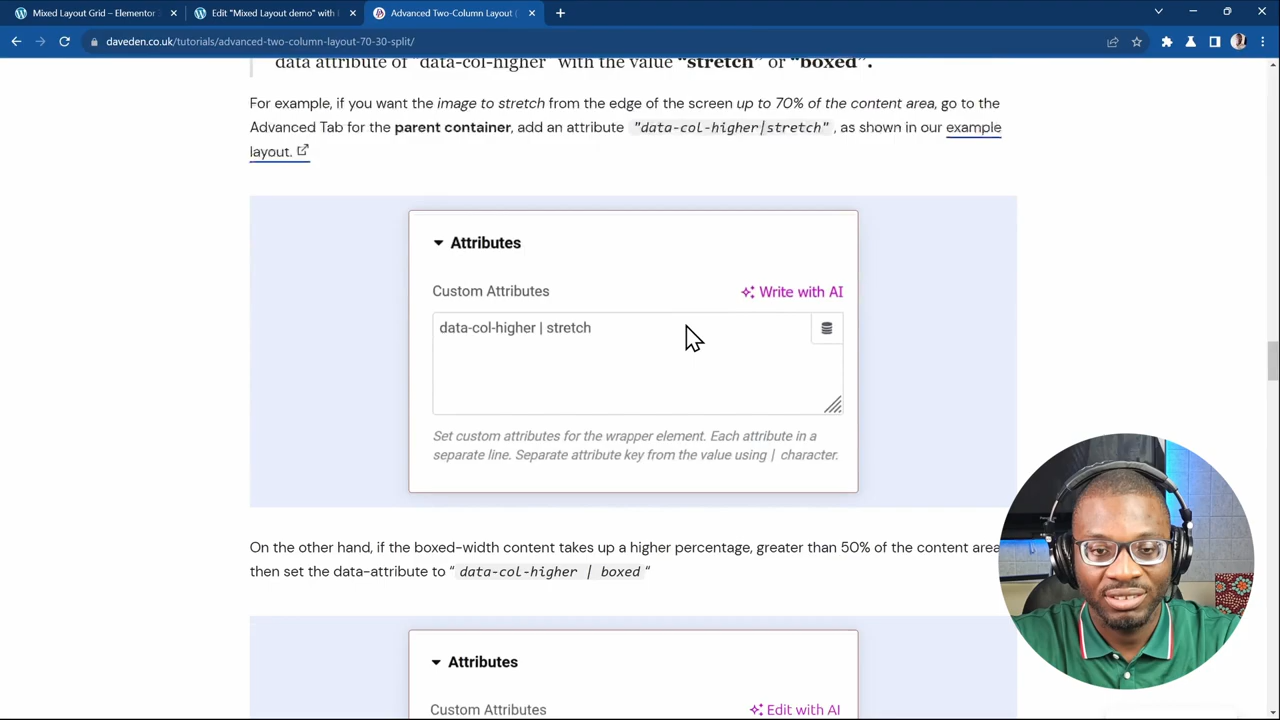 Mixed Layout Grid – Elementor
Edit "Mixed Layout demo" with
Advanced Two-Column Layout (
daveden.co.uk/tutorials/advanced-two-column-layout-70-30-split/
data attribute of "data-col-higher" with the value “stretch” or “boxed”.
For example, if you want the image to stretch from the edge of the screen up to 70% of the content area, go to the
Advanced Tab for the parent container, add an attribute "data-col-higher|stretch", as shown in our example
layout.
Attributes
Custom Attributes
Write with AI
data-col-higher | stretch
Set custom attributes for the wrapper element. Each attribute in a
separate line. Separate attribute key from the value using | character.
On the other hand, if the boxed-width content takes up a higher percentage, greater than 50% of the content area
then set the data-attribute to “data-col-higher | boxed“
Attributes
Custom Attributes
Edit with AI